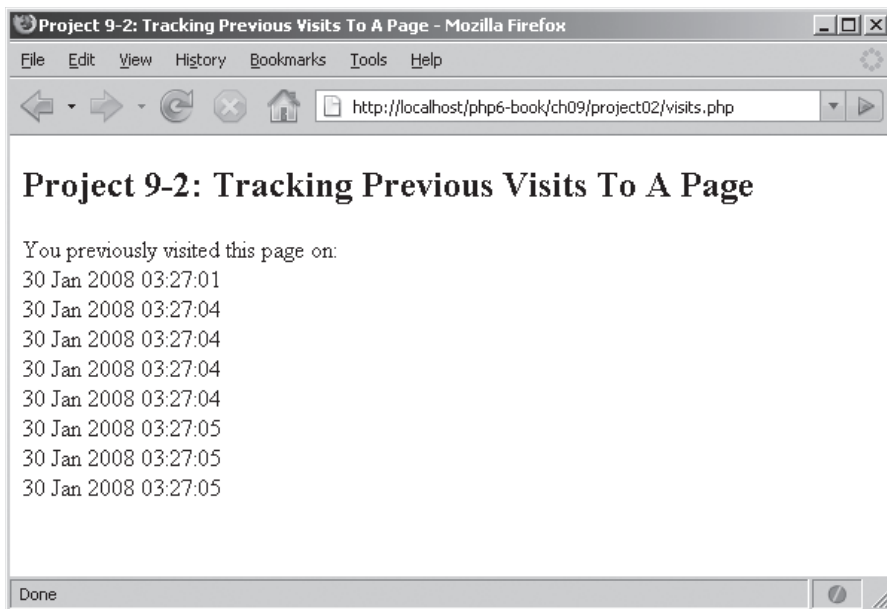 Project 9-2: Tracking Previous Visits To A Page - Mozilla Firefox
File Edit View History Bookmarks Tools Help
http://localhost/php6-book/ch09/project02/visits.php
Project 9-2: Tracking Previous Visits To A Page
You previously visited this page on:
30 Jan 2008 03:27:01
30 Jan 2008 03:27:04
30 Jan 2008 03:27:04
30 Jan 2008 03:27:04
30 Jan 2008 03:27:04
30 Jan 2008 03:27:05
30 Jan 2008 03:27:05
30 Jan 2008 03:27:05
Done